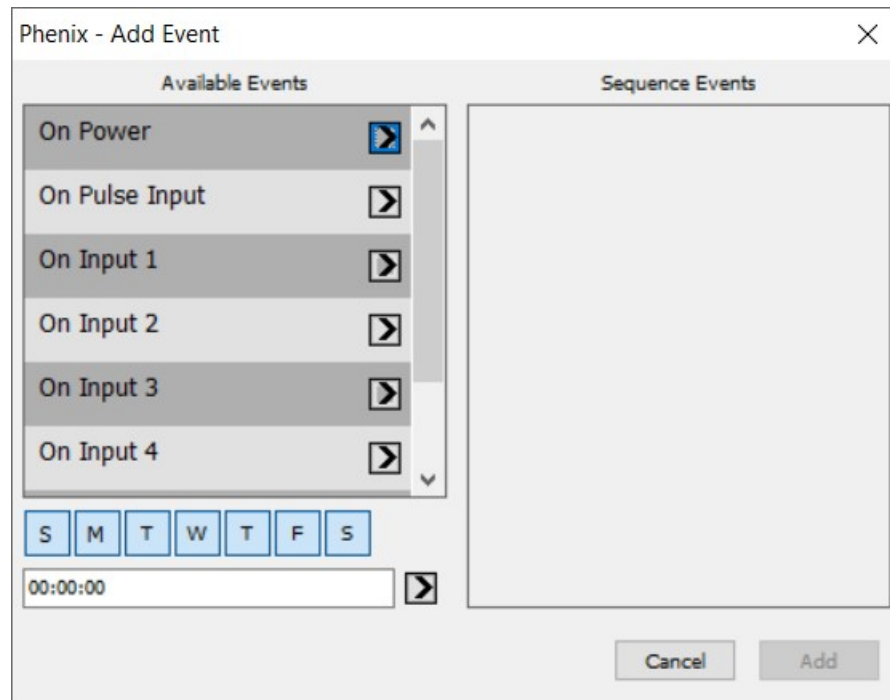 Phenix - Add Event
Available Events
Sequence Events
On Power
On Pulse Input
On Input 1
On Input 2
On Input 3
On Input 4
S M T W T F S
00:00:00
Cancel
Add